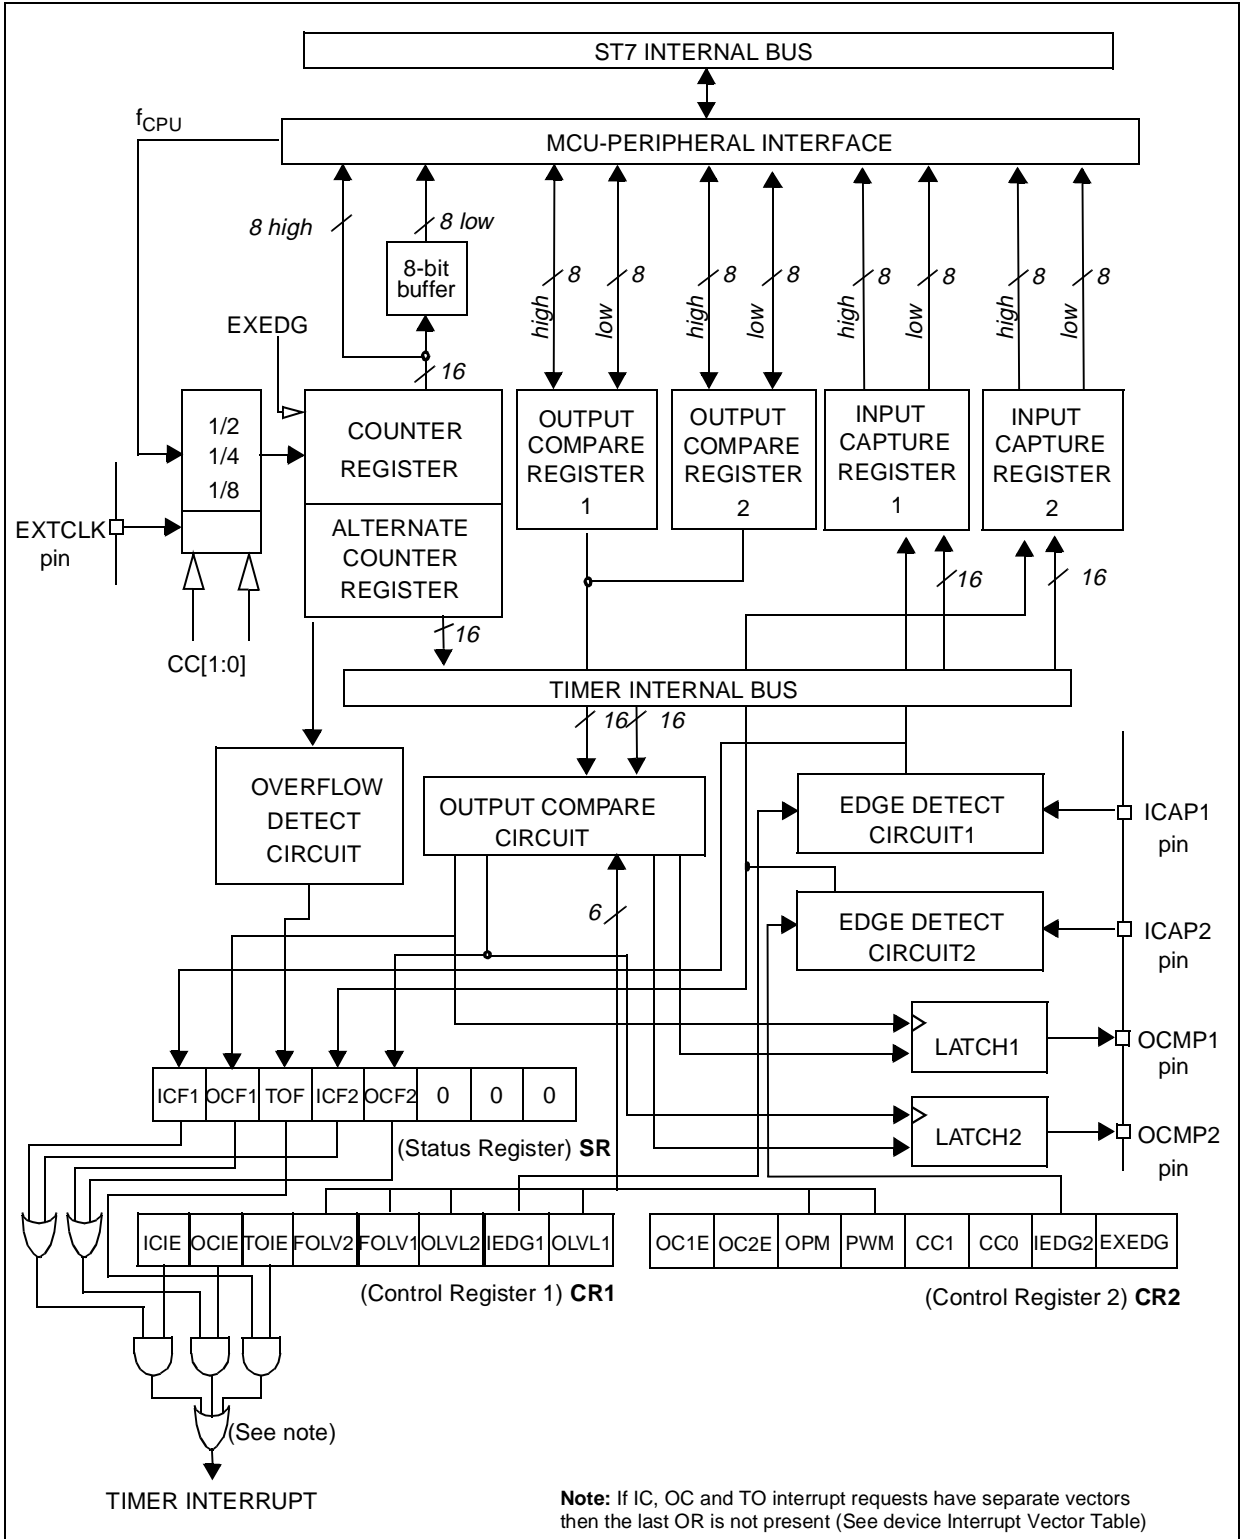 ST7 INTERNAL BUS
fCPU
MCU-PERIPHERAL INTERFACE
8 high
8 low
8-bit
buffer
high
8
low
8
high
8
low
8
high
8
low
8
high
8
low
8
EXEDG
16
1/2
1/4
1/8
COUNTER
REGISTER
ALTERNATE
COUNTER
REGISTER
OUTPUT
COMPARE
REGISTER
1
OUTPUT
COMPARE
REGISTER
2
INPUT
CAPTURE
REGISTER
1
INPUT
CAPTURE
REGISTER
2
EXTCLK
pin
CC[1:0]
16
16
16
TIMER INTERNAL BUS
16
16
OVERFLOW
DETECT
CIRCUIT
OUTPUT COMPARE
CIRCUIT
6
EDGE DETECT
CIRCUIT1
ICAP1
pin
EDGE DETECT
CIRCUIT2
ICAP2
pin
LATCH1
OCMP1
pin
LATCH2
OCMP2
pin
ICF1 OCF1 TOF ICF2 OCF2 0 0 0
(Status Register) SR
ICIE OCIE TOIE FOLV2 FOLV1 OLVL2 IEDG1 OLVL1
(Control Register 1) CR1
OC1E OC2E OPM PWM CC1 CC0 IEDG2 EXEDG
(Control Register 2) CR2
(See note)
TIMER INTERRUPT
Note: If IC, OC and TO interrupt requests have separate vectors
then the last OR is not present (See device Interrupt Vector Table)